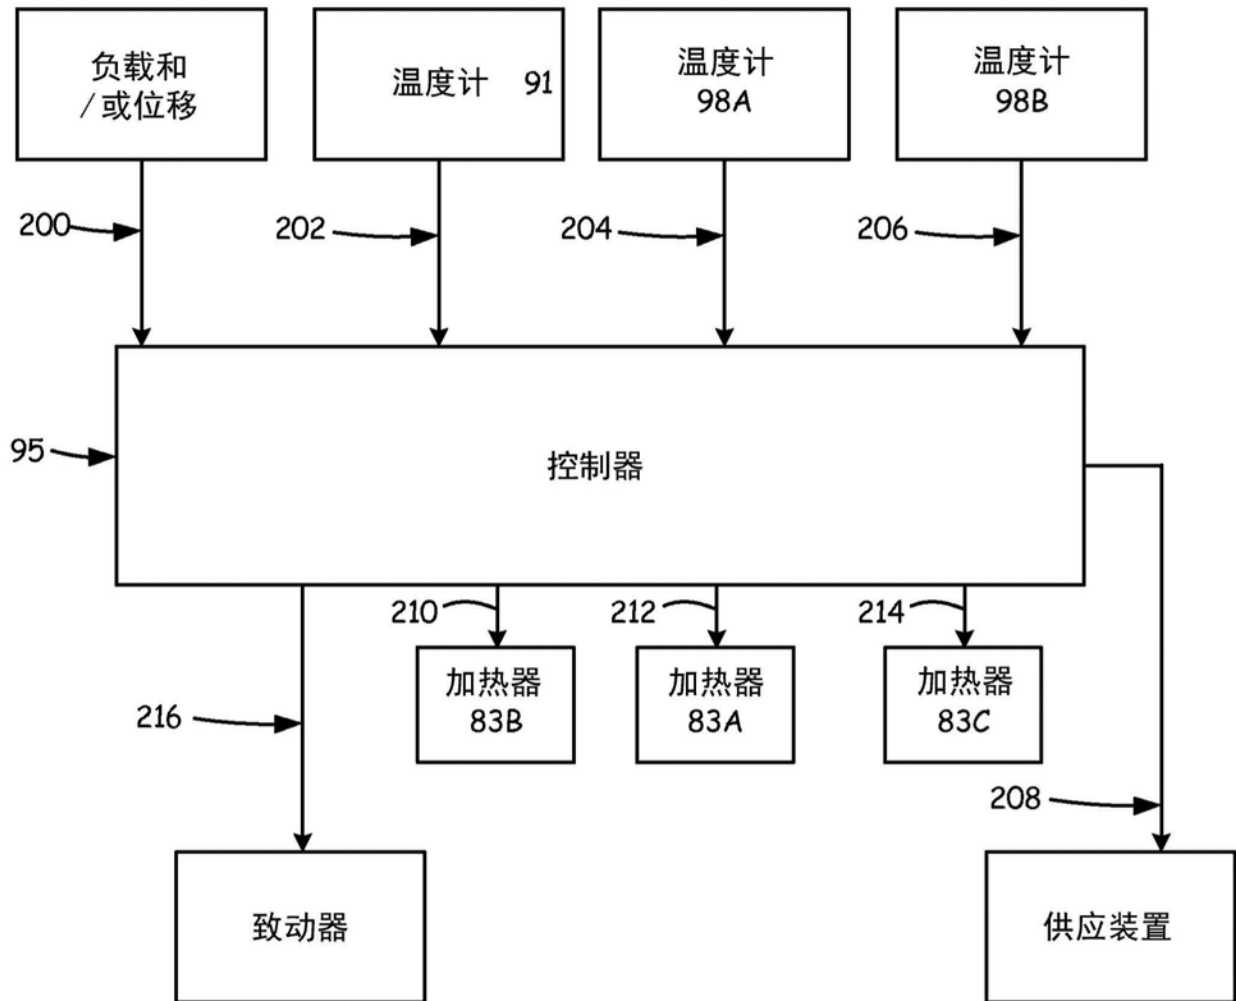 负载和
/或位移
温度计 91
温度计
98A
温度计
98B
200
202
204
206
95
控制器
210
212
214
加热器
83B
加热器
83A
加热器
83C
216
208
致动器
供应装置